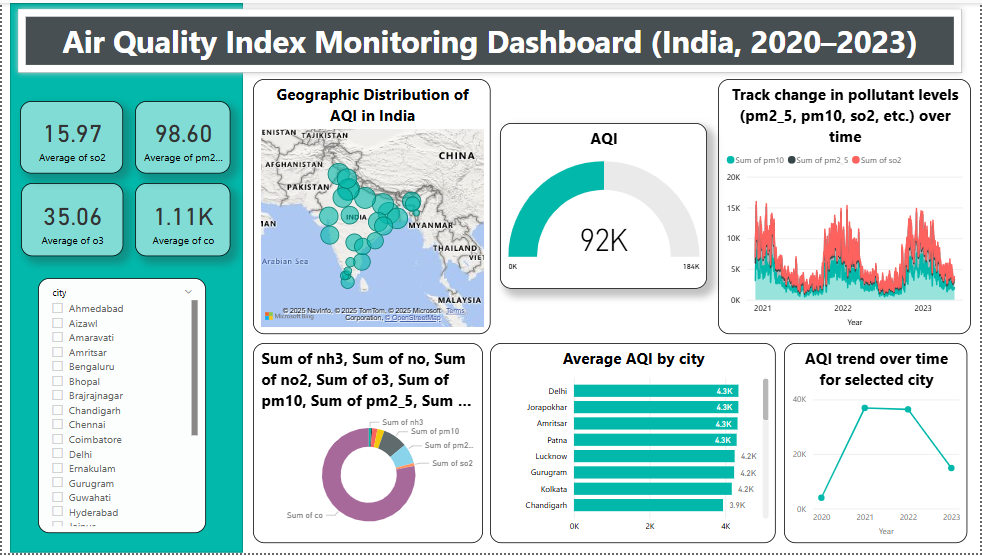 Air Quality Index Monitoring Dashboard (India, 2020–2023)
15.97
Average of so2
98.60
Average of pm2...
35.06
Average of o3
1.11K
Average of co
city
Ahmedabad
Aizawl
Amaravati
Amritsar
Bengaluru
Bhopal
Brajrajnagar
Chandigarh
Chennai
Coimbatore
Delhi
Ernakulam
Gurugram
Guwahati
Hyderabad
Geographic Distribution of
AQI in India
ENISTAN
TAJIKISTAN
CHINA
AFGHANISTAN
PAKISTAN
INDIA
MAN
MYANMAR
THAILAND
VIET
Arabian Sea
MALAYSIA
© 2025 NavInfo, © 2025 TomTom, © 2025 Microsoft Terms
Microsoft Bing
Corporation, © OpenStreetMap
AQI
92K
0K
184K
Track change in pollutant levels
(pm2_5, pm10, so2, etc.) over
time
Sum of pm10 Sum of pm2_5 Sum of so2
20K
15K
10K
5K
0K
2021 2022 2023
Year
Sum of nh3, Sum of no, Sum
of no2, Sum of o3, Sum of
pm10, Sum of pm2_5, Sum ...
Sum of nh3
Sum of pm10
Sum of pm2...
Sum of so2
Sum of co
Average AQI by city
Delhi 4.3K
Jorapokhar 4.3K
Amritsar 4.3K
Patna 4.3K
Lucknow 4.2K
Gurugram 4.2K
Kolkata 4.2K
Chandigarh 3.9K
0K 2K 4K
AQI trend over time
for selected city
40K
20K
0K
2020 2021 2022 2023
Year